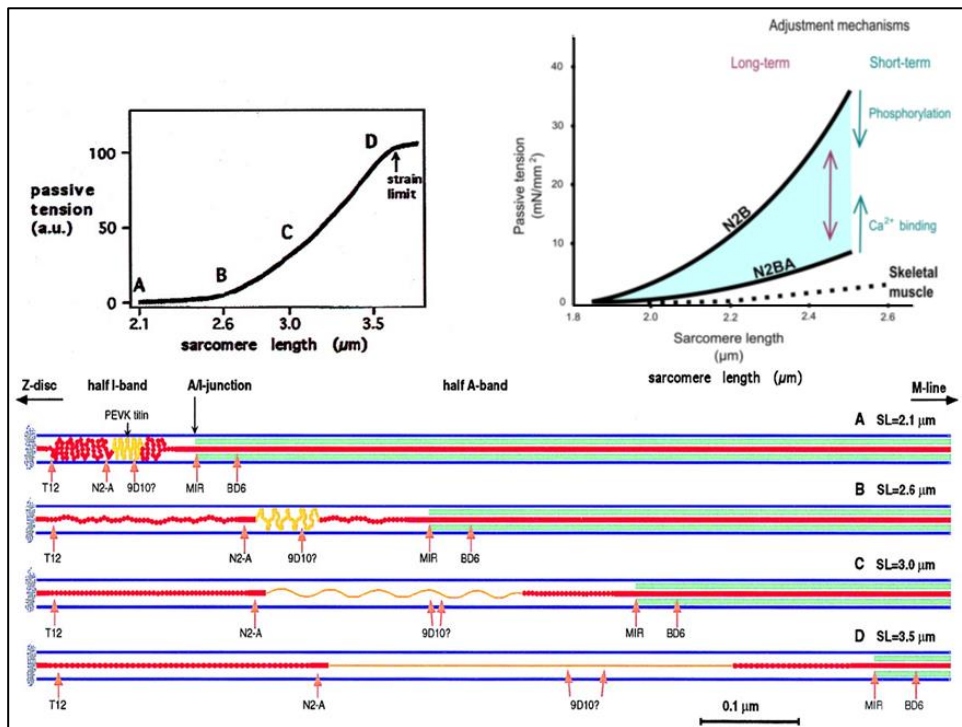 passive
tension
(a.u.)
100
50
0
A
B
C
D
strain
limit
2.1
2.6
3.0
3.5
sarcomere length (µm)
Adjustment mechanisms
Long-term
Short-term
Passive tension
(mN/mm²)
40
30
20
10
0
N2B
N2BA
Phosphorylation
Ca²⁺ binding
Skeletal
muscle
1.8
2.0
2.2
2.4
2.6
Sarcomere length
(µm)
sarcomere length (µm)
Z-disc
half I-band
A/I-junction
half A-band
M-line
PEVK titin
A SL=2.1 µm
T12 N2-A 9D10? MIR BD6
B SL=2.6 µm
T12 N2-A 9D10? MIR BD6
C SL=3.0 µm
T12 N2-A 9D10? MIR BD6
D SL=3.5 µm
T12 N2-A 9D10? MIR BD6
0.1 µm